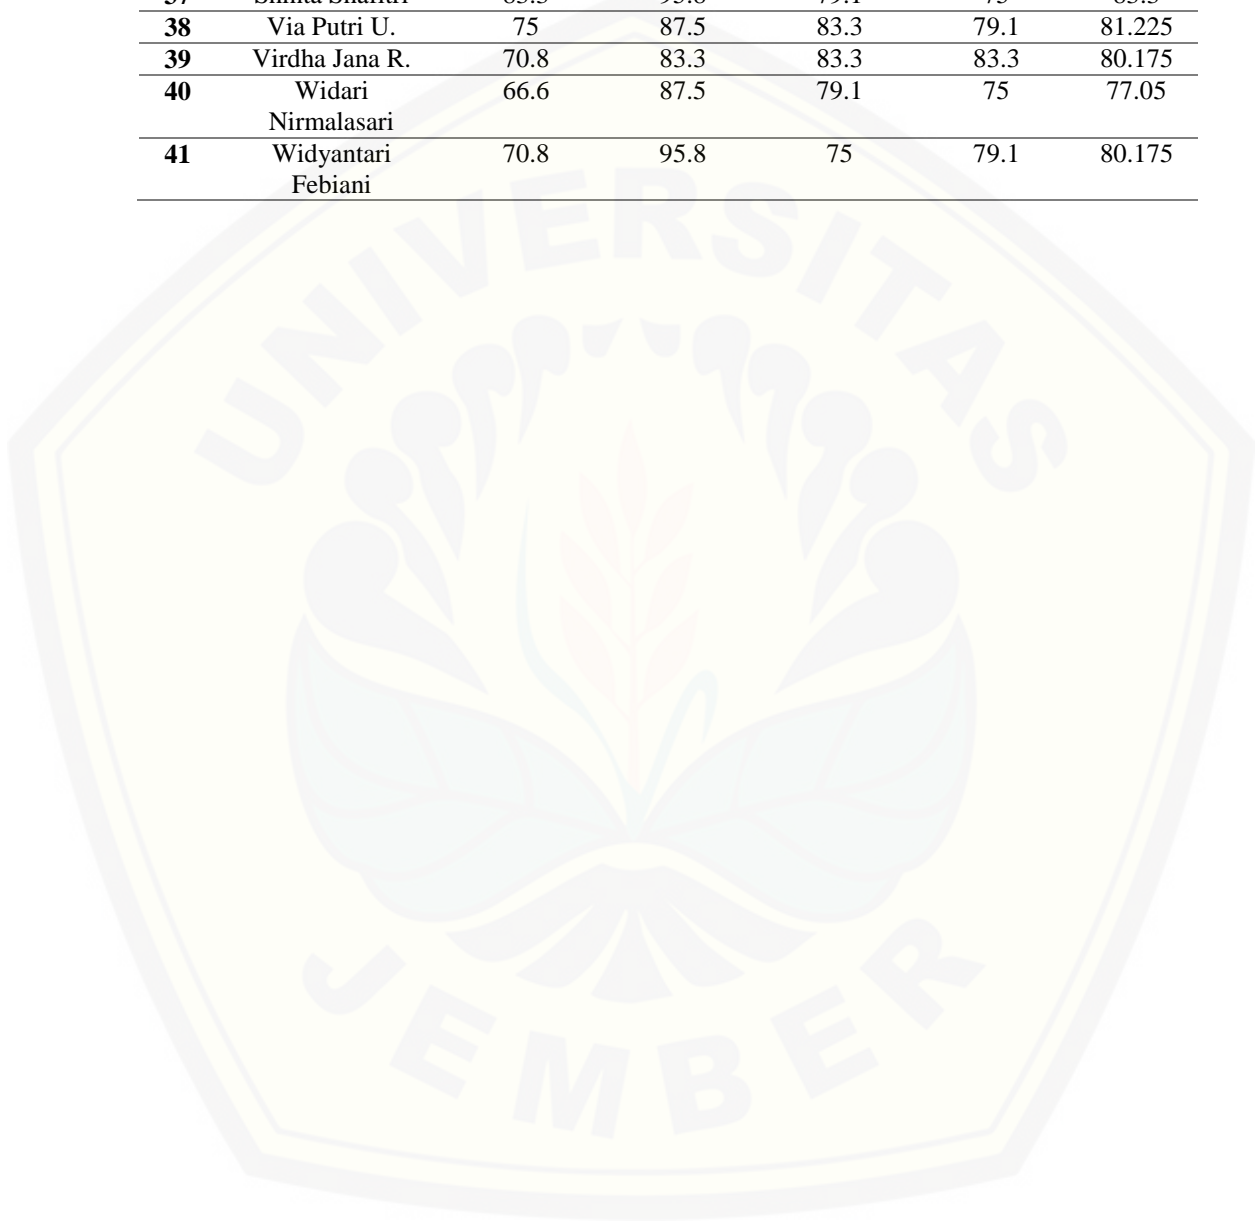 38 Via Putri U. 75 87.5 83.3 79.1 81.225
39 Virdha Jana R. 70.8 83.3 83.3 83.3 80.175
40 Widari 66.6 87.5 79.1 75 77.05
Nirmalasari
41 Widyantari 70.8 95.8 75 79.1 80.175
Febiani
UNIVERSITAS
JEMBER